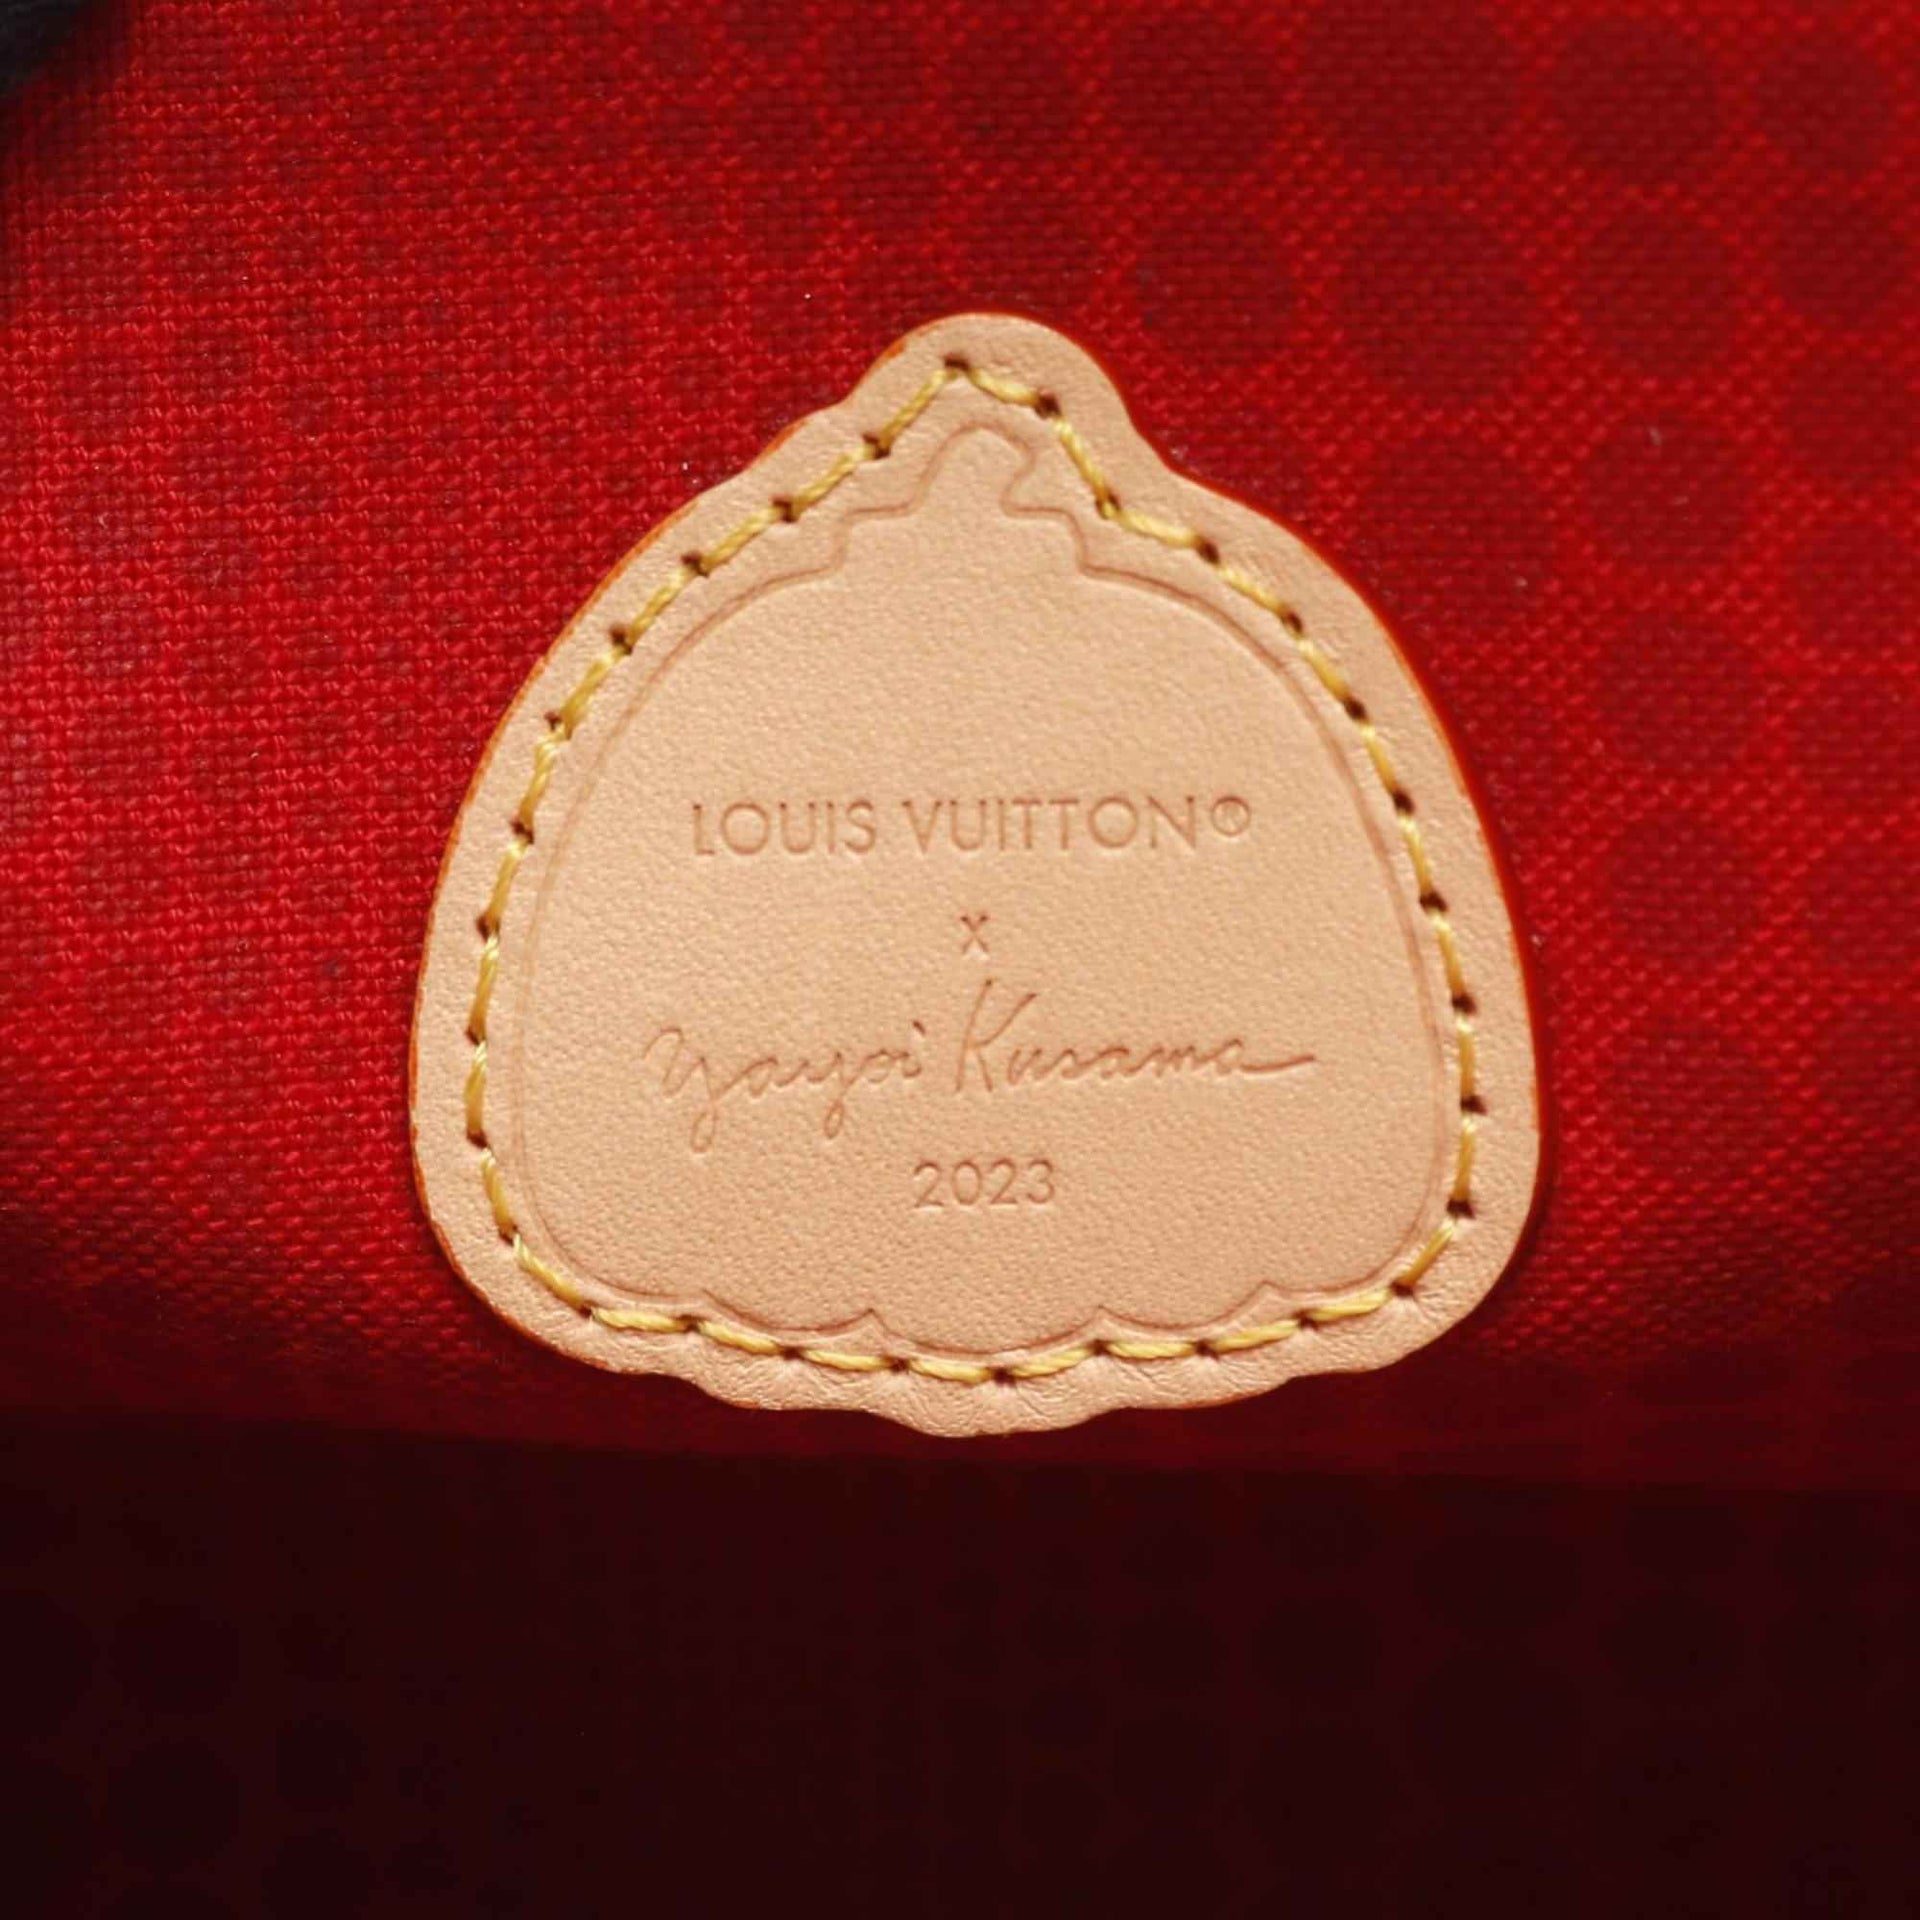 LOUIS VUITTON®
x
Yayoi Kusama
2023